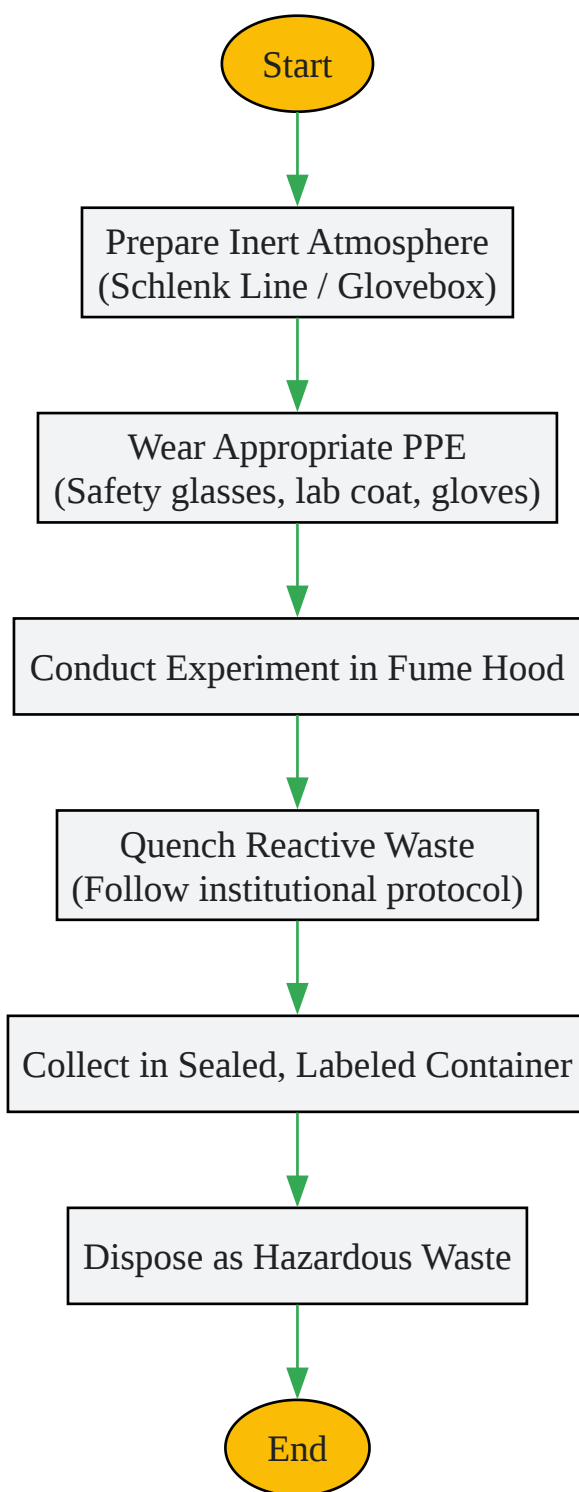 Start
Prepare Inert Atmosphere
(Schlenk Line / Glovebox)
Wear Appropriate PPE
(Safety glasses, lab coat, gloves)
Conduct Experiment in Fume Hood
Quench Reactive Waste
(Follow institutional protocol)
Collect in Sealed, Labeled Container
Dispose as Hazardous Waste
End